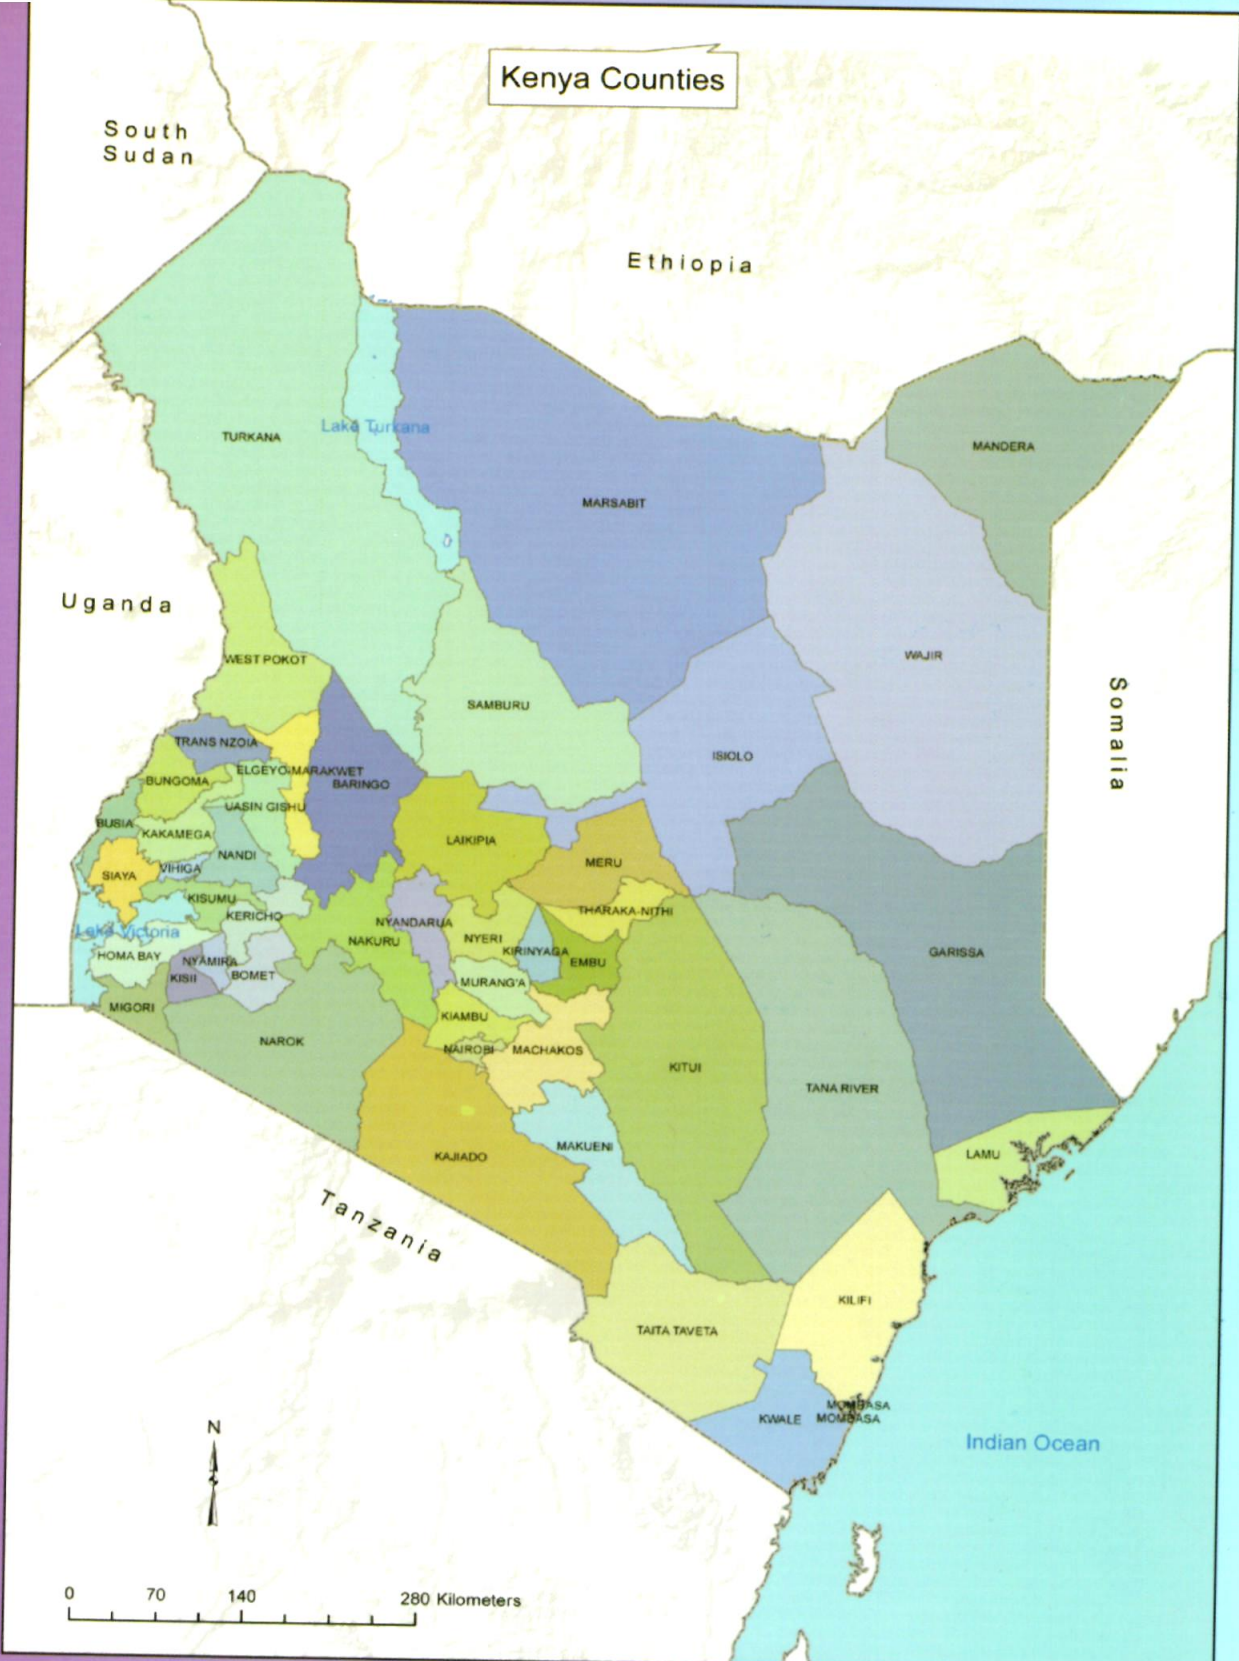 Kenya Counties
South
Sudan
Ethiopia
MANDERA
Lake Turkana
TURKANA
MARSABIT
Uganda
WEST POKOT
WAJIR
Somalia
SAMBURU
TRANS NZOIA
ISIOLO
ELGEYO-MARAKWET
BUNGOMA
BARINGO
UASIN GISHU
BUSIA
KAKAMEGA
LAIKIPIA
NANDI
MERU
VIHIGA
SIAYA
KISUMU
KERICHO
THARAKA-NITHI
NYANDARUA
Lake Victoria
NAKURU
NYERI
KIRINYAGA
GARISSA
HOMA BAY
NYAMIRA
EMBU
KISII
BOMET
MURANG'A
MIGORI
KIAMBU
NAROK
NAIROBI
MACHAKOS
KITUI
TANA RIVER
MAKUENI
KAJIADO
LAMU
Tanzania
KILIFI
TAITA TAVETA
MOMBASA
KWALE
MOMBASA
N
Indian Ocean
0 70 140 280 Kilometers